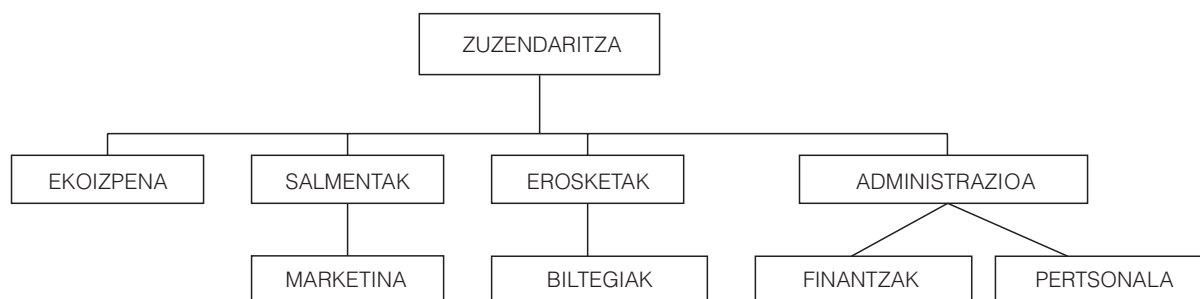 ZUZENDARITZA
EKOIZPENA
SALMENTAK
EROSKETAK
ADMINISTRAZIOA
MARKETINA
BILTEGIAK
FINANTZAK
PERTSONALA